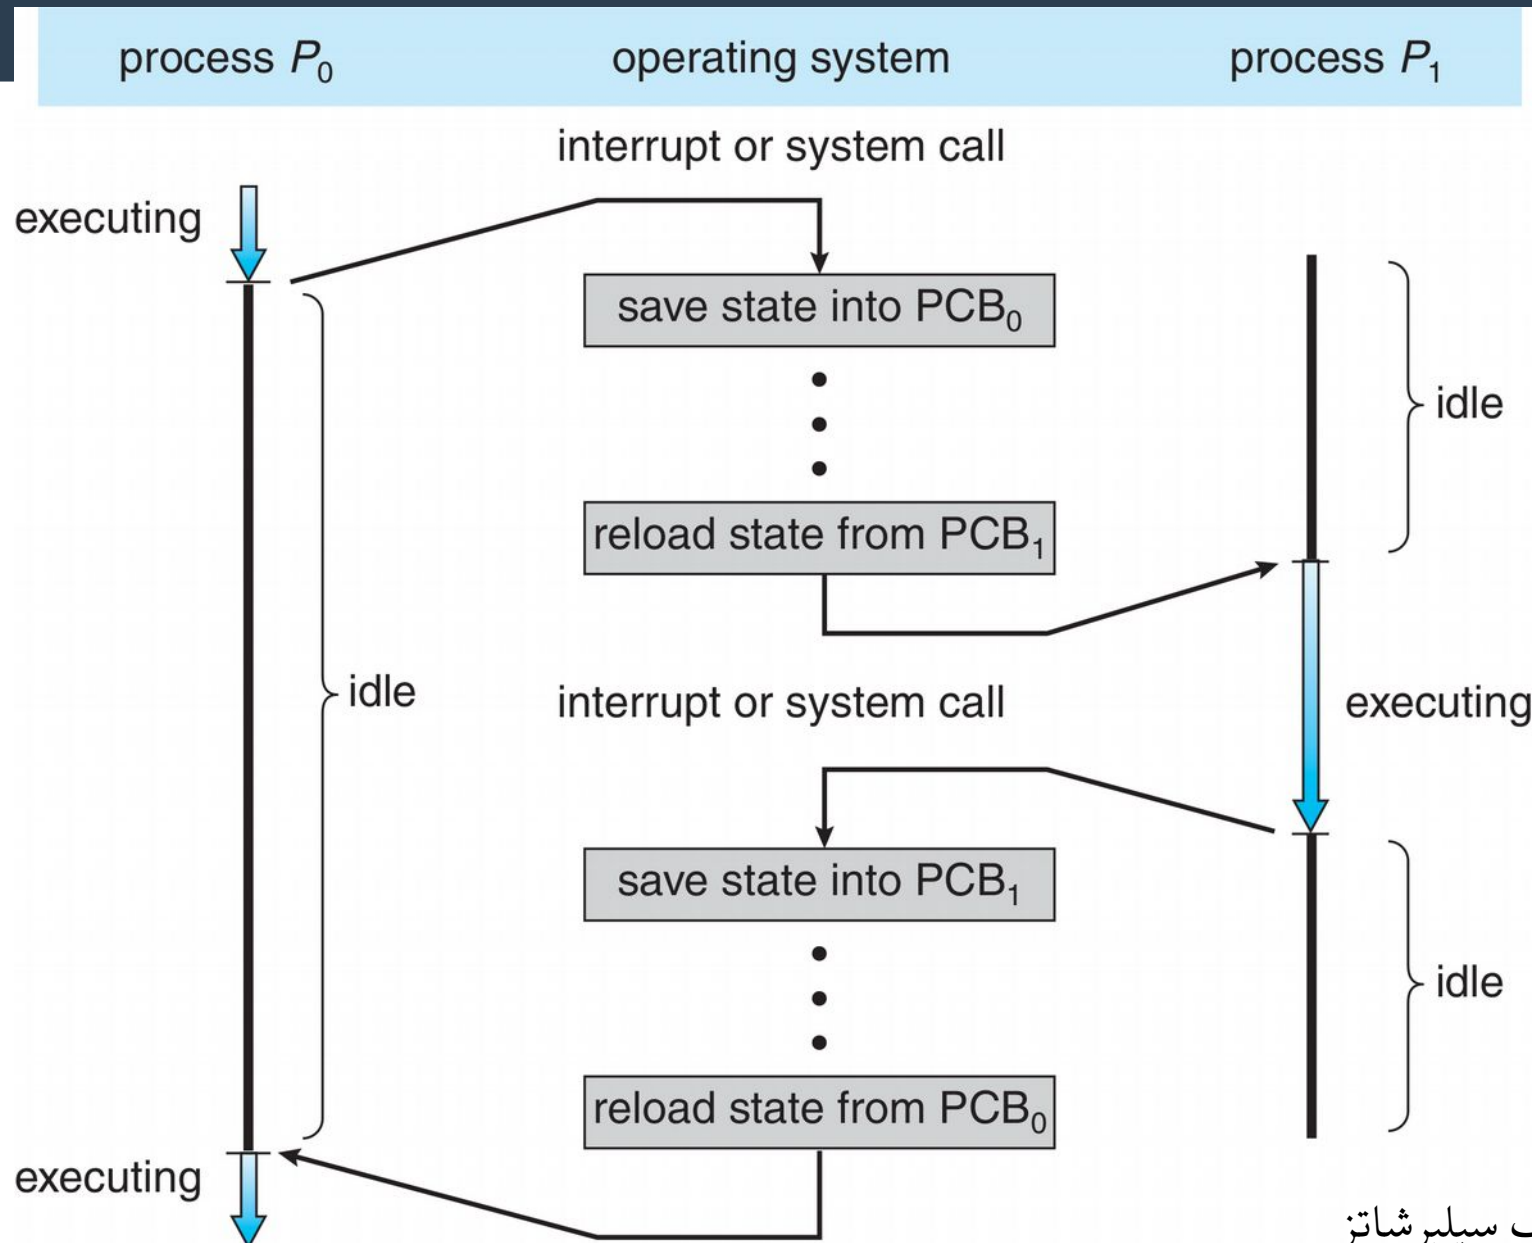 process P₀ operating system process P₁
interrupt or system call
executing
save state into PCB₀
idle
reload state from PCB₁
idle
interrupt or system call
executing
save state into PCB₁
idle
reload state from PCB₀
executing
سیلبرشاتز